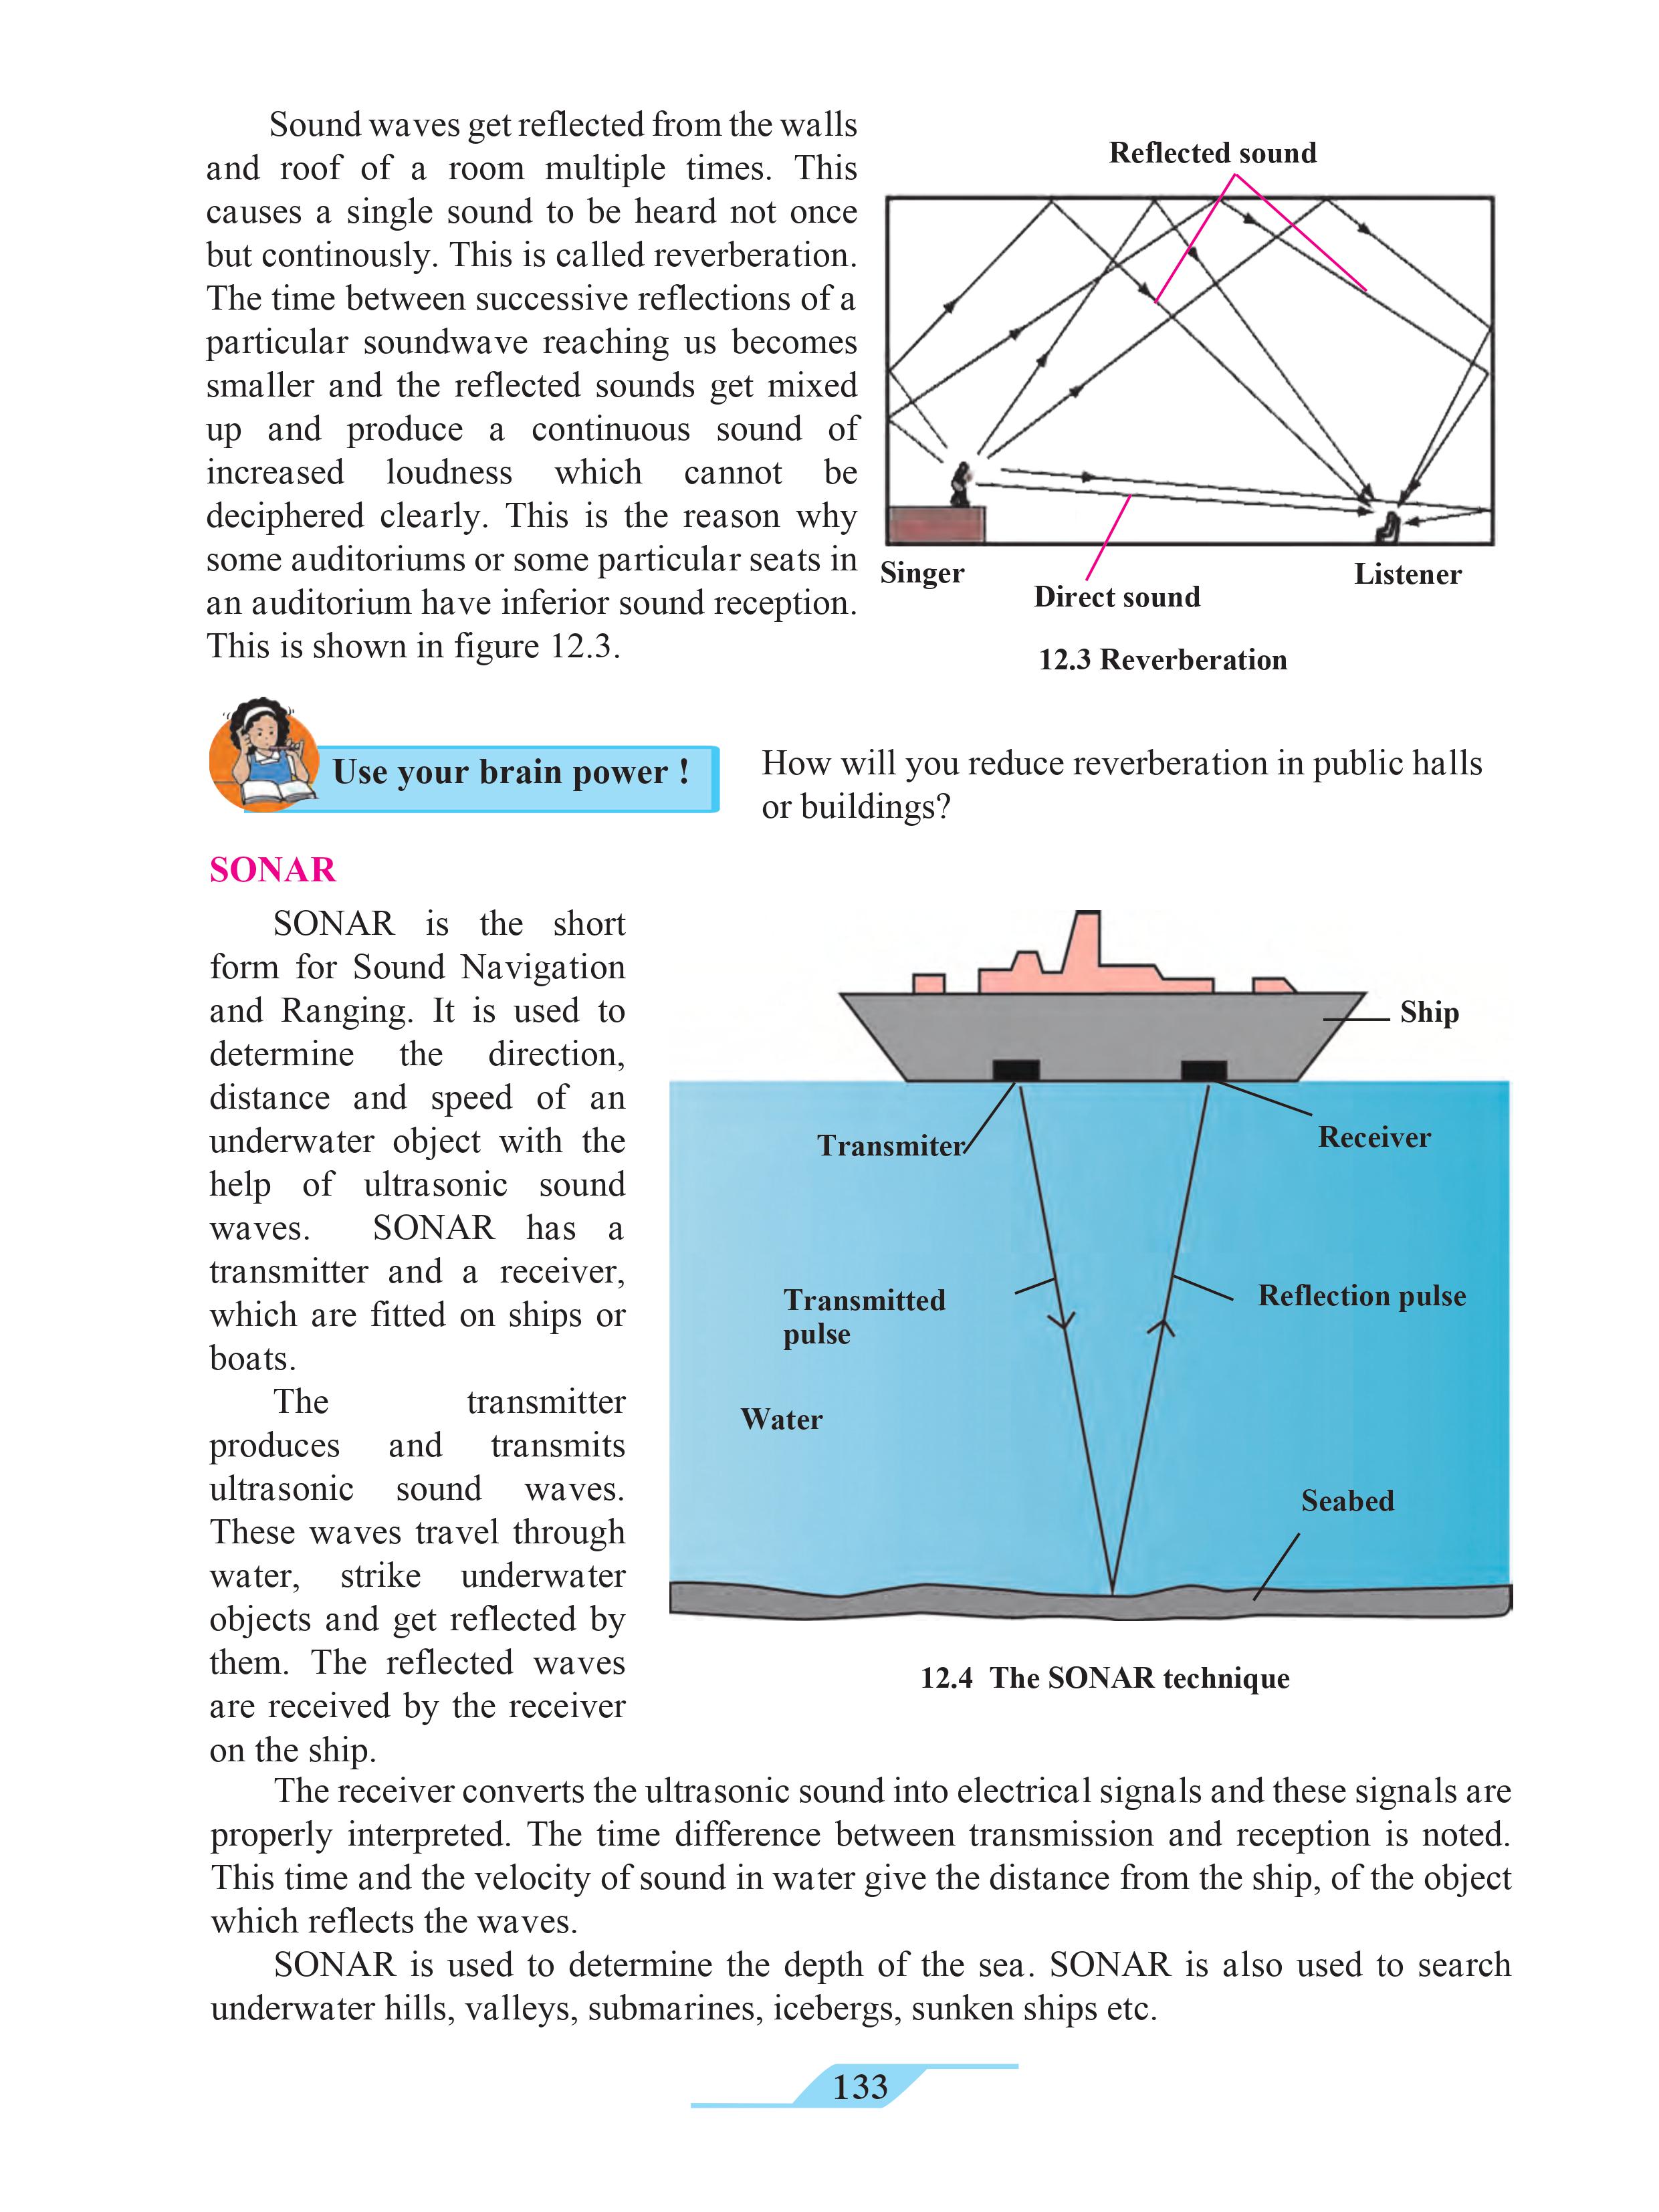 Sound waves get reflected from the walls
and roof of a room multiple times. This
causes a single sound to be heard not once
but continously. This is called reverberation.
The time between successive reflections of a
particular soundwave reaching us becomes
smaller and the reflected sounds get mixed
up and produce a continuous sound of
increased loudness which cannot be
deciphered clearly. This is the reason why
some auditoriums or some particular seats in
an auditorium have inferior sound reception.
This is shown in figure 12.3.
Reflected sound
Singer
Listener
Direct sound
12.3 Reverberation
Use your brain power !
How will you reduce reverberation in public halls
or buildings?
SONAR
SONAR is the short
form for Sound Navigation
and Ranging. It is used to
determine the direction,
distance and speed of an
underwater object with the
help of ultrasonic sound
waves. SONAR has a
transmitter and a receiver,
which are fitted on ships or
boats.
The transmitter
produces and transmits
ultrasonic sound waves.
These waves travel through
water, strike underwater
objects and get reflected by
them. The reflected waves
are received by the receiver
on the ship.
Ship
Transmiter
Receiver
Transmitted
pulse
Reflection pulse
Water
Seabed
12.4 The SONAR technique
The receiver converts the ultrasonic sound into electrical signals and these signals are
properly interpreted. The time difference between transmission and reception is noted.
This time and the velocity of sound in water give the distance from the ship, of the object
which reflects the waves.
SONAR is used to determine the depth of the sea. SONAR is also used to search
underwater hills, valleys, submarines, icebergs, sunken ships etc.
133